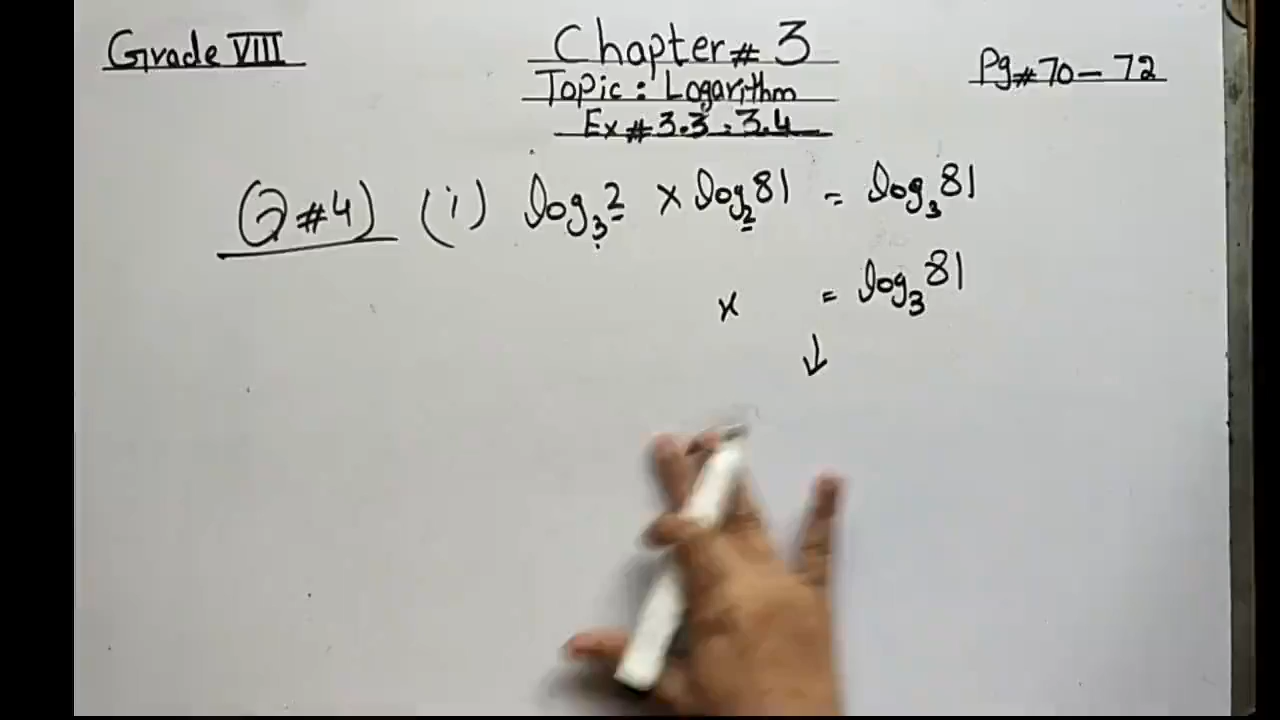 Grade VIII
Chapter # 3
Pg # 70 - 72
Topic : Logarithm
Ex # 3.3 : 3.4
Q #4) (i) log₃2 × log₂81 = log₃81
x = log₃81
↓